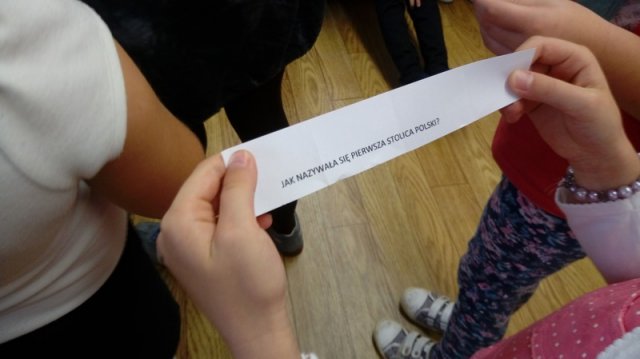 JAK NAZYWAŁA SIĘ PIERWSZA STOLICA POLSKI?